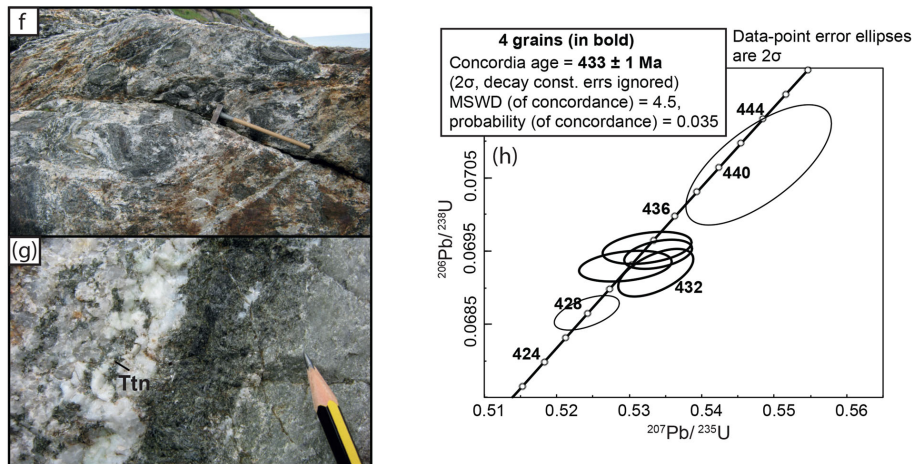 f
(g)
Ttn
4 grains (in bold)
Concordia age = 433 ± 1 Ma
(2σ, decay const. errs ignored)
MSWD (of concordance) = 4.5,
probability (of concordance) = 0.035
Data-point error ellipses
are 2σ
(h)
444
440
436
432
428
424
0.0705
0.0695
0.0685
206Pb/ 238U
0.51
0.52
0.53
0.54
0.55
0.56
207Pb/ 235U